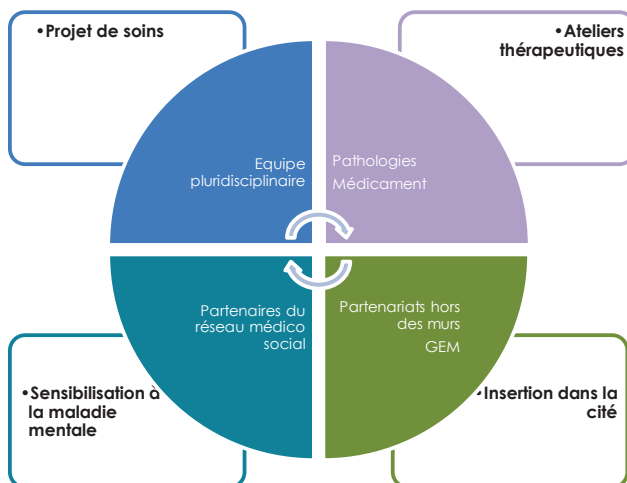 •Projet de soins
•Ateliers
thérapeutiques
Equipe
pluridisciplinaire
Pathologies
Médicament
Partenaires du
réseau médico
social
Partenariats hors
des murs
GEM
•Sensibilisation à
la maladie
mentale
•Insertion dans la
cité